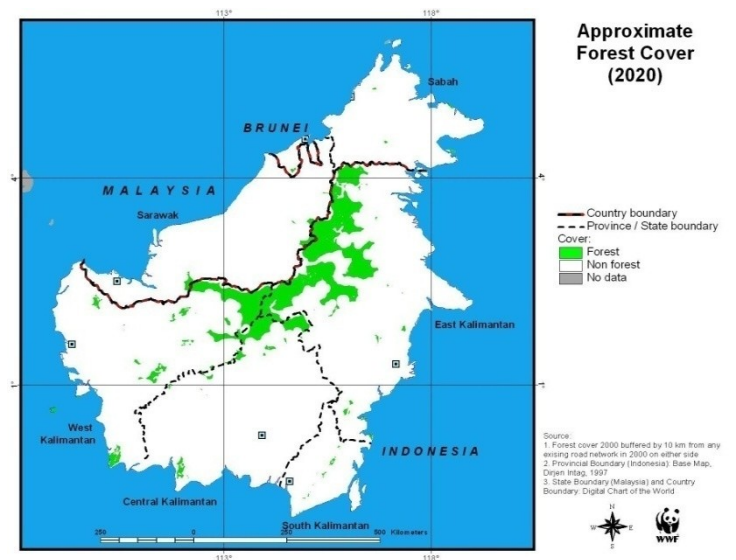 113°
118°
Approximate
Forest Cover
(2020)
Sabah
BRUNEI
MALAYSIA
Sarawak
Country boundary
Province / State boundary
Cover:
Forest
Non forest
No data
East Kalimantan
West
Kalimantan
INDONESIA
Central Kalimantan
South Kalimantan
250 0 250 500 Kilometers
113° 118°
Source:
1. Forest cover 2000 buffered by 10 km from any
exising road network in 2000 on either side
2. Provincial Boundary (Indonesia): Base Map,
Dirjen Intag, 1997
3. State Boundary (Malaysia) and Country
Boundary: Digital Chart of the World
N
W E
S
WWF